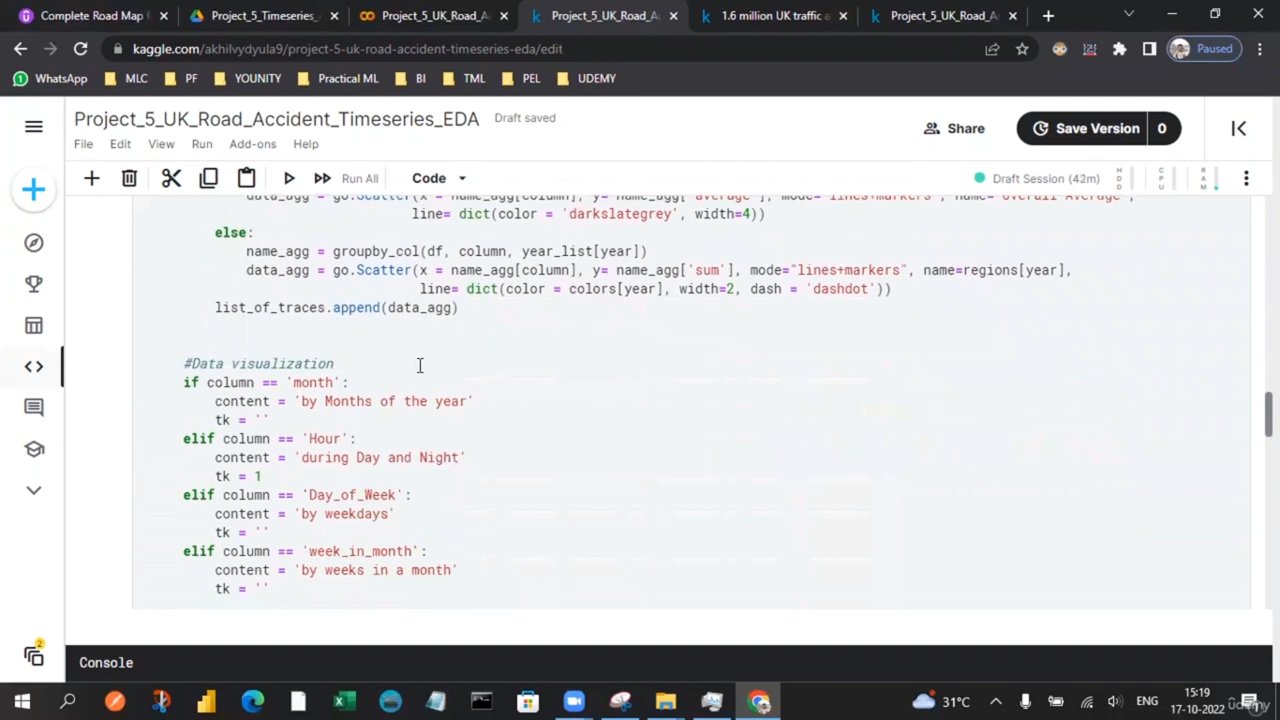 Complete Road Map
Project_5_Timeseries_
Project_5_UK_Road_A
Project_5_UK_Road_A
1.6 million UK traffic a
Project_5_UK_Road_A
kaggle.com/akhilvydyula9/project-5-uk-road-accident-timeseries-eda/edit
Paused
WhatsApp MLC PF YOUNITY Practical ML BI TML PEL UDEMY
Project_5_UK_Road_Accident_Timeseries_EDA Draft saved
Share
Save Version 0
File Edit View Run Add-ons Help
Run All Code
Draft Session (42m)
HDD CPU RAM
data_agg = go.Scatter(x = name_agg[column], y= name_agg['average'], mode="lines+markers", name="Overall Average",
line= dict(color = 'darkslategrey', width=4))
else:
name_agg = groupby_col(df, column, year_list[year])
data_agg = go.Scatter(x = name_agg[column], y= name_agg['sum'], mode="lines+markers", name=regions[year],
line= dict(color = colors[year], width=2, dash = 'dashdot'))
list_of_traces.append(data_agg)
#Data visualization
if column == 'month':
content = 'by Months of the year'
tk = ''
elif column == 'Hour':
content = 'during Day and Night'
tk = 1
elif column == 'Day_of_Week':
content = 'by weekdays'
tk = ''
elif column == 'week_in_month':
content = 'by weeks in a month'
tk = ''
2
Console
31°C
ENG
15:19
17-10-2022
udemy